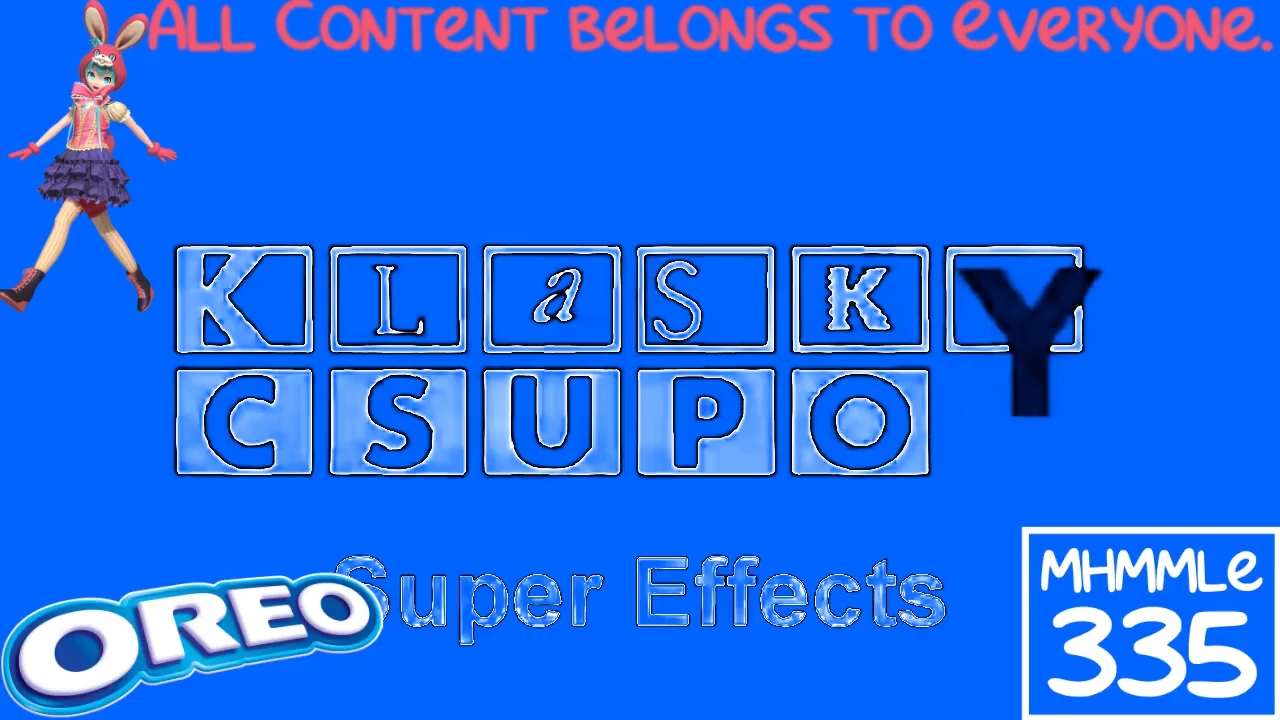 ALL CONTENT BELONGS TO EVERYONE.
KLaSKY
CSUPO
Super Effects
OREO
MHMMLe
335